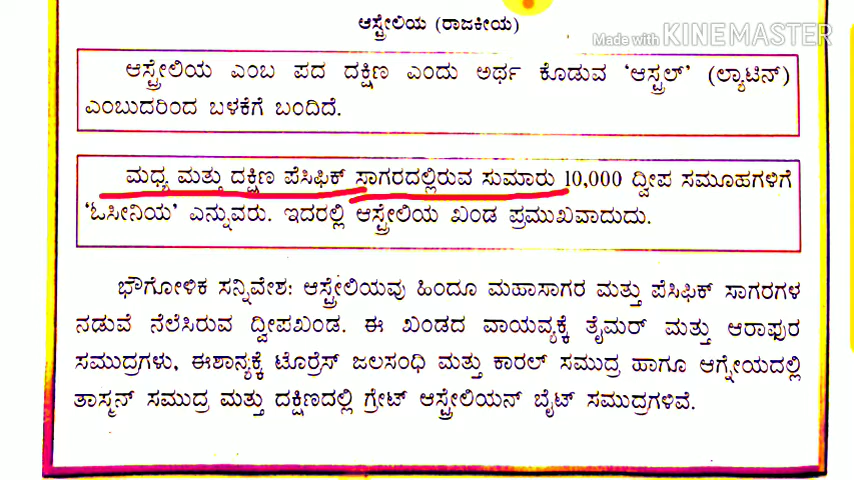 ಆಸ್ಟ್ರೇಲಿಯ (ರಾಜಕೀಯ)
Made with KINEMASTER
ಆಸ್ಟ್ರೇಲಿಯ ಎಂಬ ಪದ ದಕ್ಷಿಣ ಎಂದು ಅರ್ಥ ಕೊಡುವ ‘ಆಸ್ಟ್ರಲ್’ (ಲ್ಯಾಟಿನ್)
ಎಂಬುದರಿಂದ ಬಳಕೆಗೆ ಬಂದಿದೆ.
ಮಧ್ಯ ಮತ್ತು ದಕ್ಷಿಣ ಪೆಸಿಫಿಕ್ ಸಾಗರದಲ್ಲಿರುವ ಸುಮಾರು 10,000 ದ್ವೀಪ ಸಮೂಹಗಳಿಗೆ
‘ಓಸೀನಿಯ’ ಎನ್ನುವರು. ಇದರಲ್ಲಿ ಆಸ್ಟ್ರೇಲಿಯ ಖಂಡ ಪ್ರಮುಖವಾದುದು.
ಭೌಗೋಳಿಕ ಸನ್ನಿವೇಶ: ಆಸ್ಟ್ರೇಲಿಯವು ಹಿಂದೂ ಮಹಾಸಾಗರ ಮತ್ತು ಪೆಸಿಫಿಕ್ ಸಾಗರಗಳ
ನಡುವೆ ನೆಲೆಸಿರುವ ದ್ವೀಪಖಂಡ. ಈ ಖಂಡದ ವಾಯವ್ಯಕ್ಕೆ ತೈಮರ್ ಮತ್ತು ಆರಾಫುರ
ಸಮುದ್ರಗಳು, ಈಶಾನ್ಯಕ್ಕೆ ಟೊರ್ರೆಸ್ ಜಲಸಂಧಿ ಮತ್ತು ಕಾರಲ್ ಸಮುದ್ರ ಹಾಗೂ ಆಗ್ನೇಯದಲ್ಲಿ
ತಾಸ್ಮನ್ ಸಮುದ್ರ ಮತ್ತು ದಕ್ಷಿಣದಲ್ಲಿ ಗ್ರೇಟ್ ಆಸ್ಟ್ರೇಲಿಯನ್ ಬೈಟ್ ಸಮುದ್ರಗಳಿವೆ.